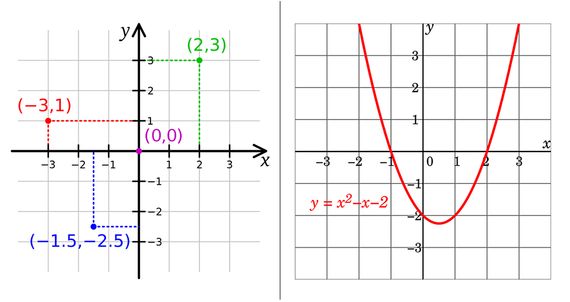 y
(2,3)
3
2
(−3,1)
1
(0,0)
−3 −2 −1 1 2 3 x
−1
−2
(−1.5,−2.5)
−3
y
3
2
1
x
−3 −2 −1 0 1 2 3
−1
y = x²−x−2
−2
−3